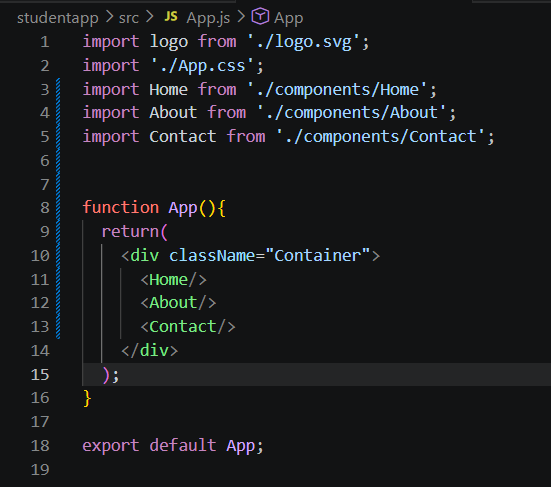 studentapp > src > JS App.js > App
1 import logo from './logo.svg';
2 import './App.css';
3 import Home from './components/Home';
4 import About from './components/About';
5 import Contact from './components/Contact';
6
7
8 function App(){
9   return(
10     <div className="Container">
11       <Home/>
12       <About/>
13       <Contact/>
14     </div>
15   );
16 }
17
18 export default App;
19